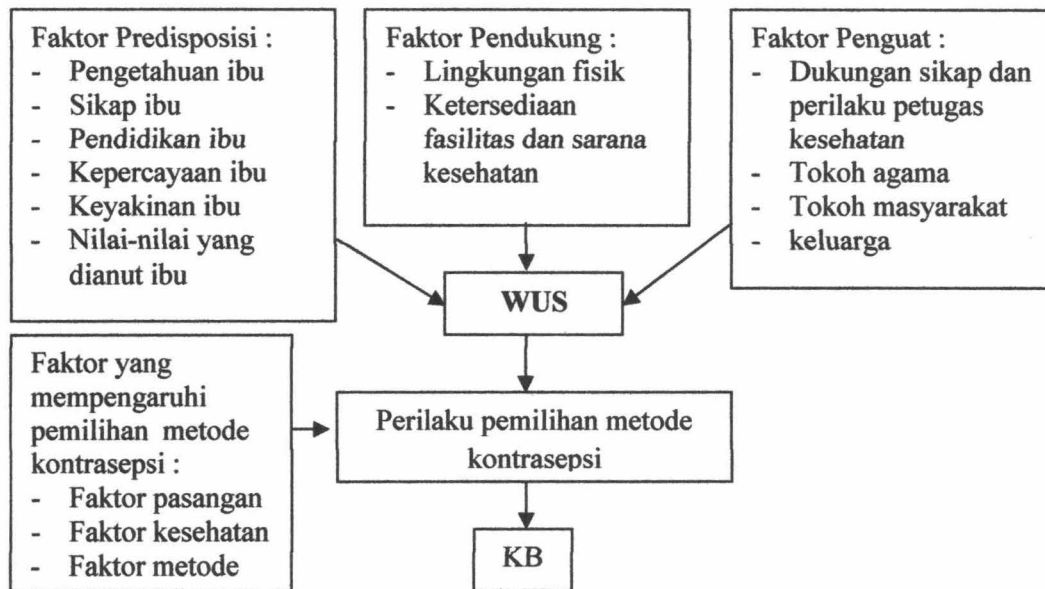 Faktor Predisposisi :
- Pengetahuan ibu
- Sikap ibu
- Pendidikan ibu
- Kepercayaan ibu
- Keyakinan ibu
- Nilai-nilai yang
dianut ibu
Faktor Pendukung :
- Lingkungan fisik
- Ketersediaan
fasilitas dan sarana
kesehatan
Faktor Penguat :
- Dukungan sikap dan
perilaku petugas
kesehatan
- Tokoh agama
- Tokoh masyarakat
- keluarga
WUS
Faktor yang
mempengaruhi
pemilihan metode
kontrasepsi :
- Faktor pasangan
- Faktor kesehatan
- Faktor metode
Perilaku pemilihan metode
kontrasepsi
KB